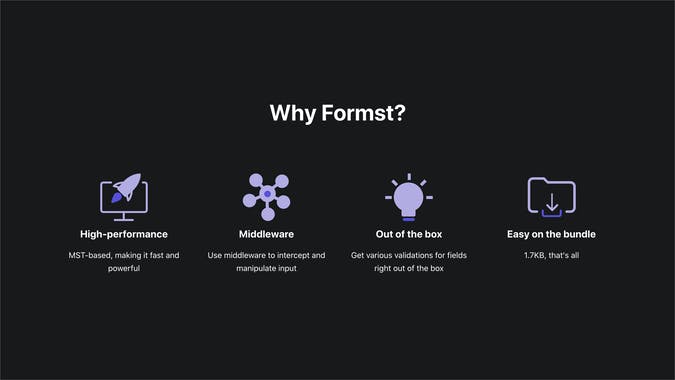 Why Formst?
High-performance
MST-based, making it fast and
powerful
Middleware
Use middleware to intercept and
manipulate input
Out of the box
Get various validations for fields
right out of the box
Easy on the bundle
1.7KB, that's all